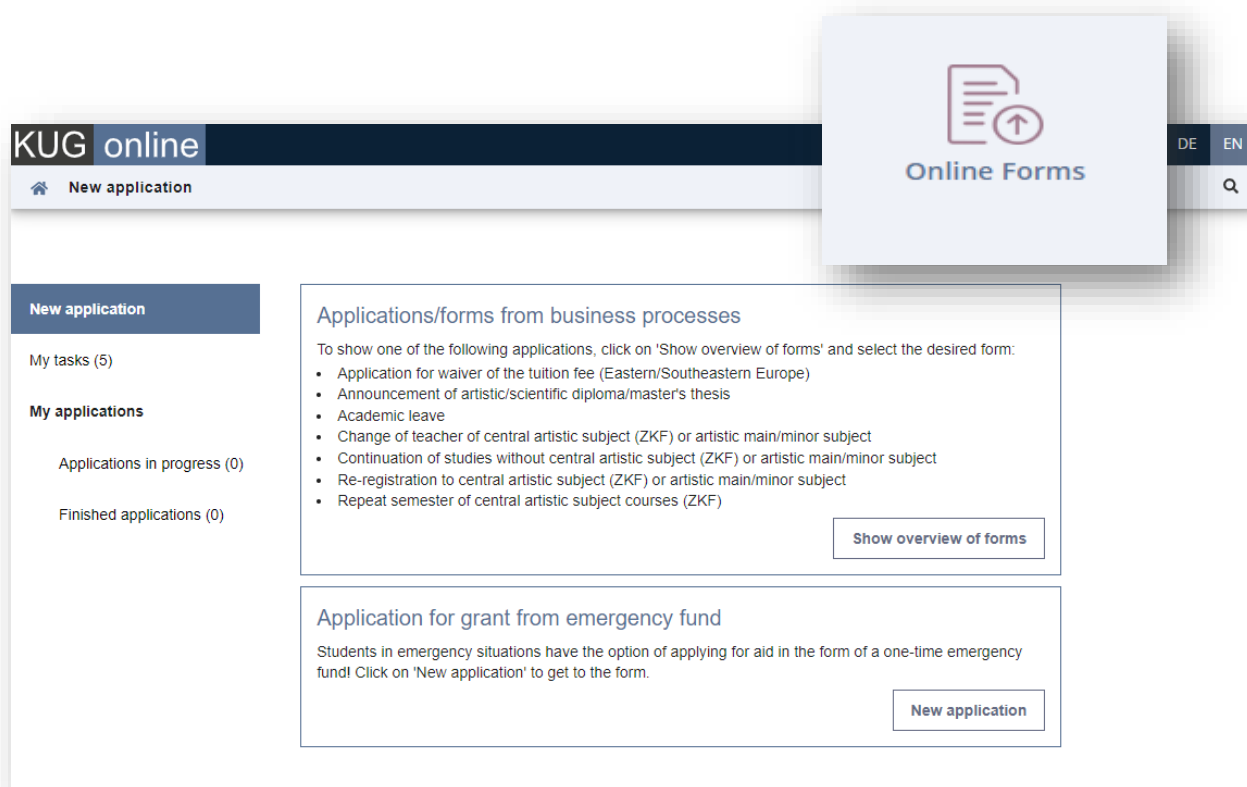 Online Forms
KUG online
DE EN
New application
New application
My tasks (5)
My applications
Applications in progress (0)
Finished applications (0)
Applications/forms from business processes
To show one of the following applications, click on 'Show overview of forms' and select the desired form:
• Application for waiver of the tuition fee (Eastern/Southeastern Europe)
• Announcement of artistic/scientific diploma/master's thesis
• Academic leave
• Change of teacher of central artistic subject (ZKF) or artistic main/minor subject
• Continuation of studies without central artistic subject (ZKF) or artistic main/minor subject
• Re-registration to central artistic subject (ZKF) or artistic main/minor subject
• Repeat semester of central artistic subject courses (ZKF)
Show overview of forms
Application for grant from emergency fund
Students in emergency situations have the option of applying for aid in the form of a one-time emergency
fund! Click on 'New application' to get to the form.
New application